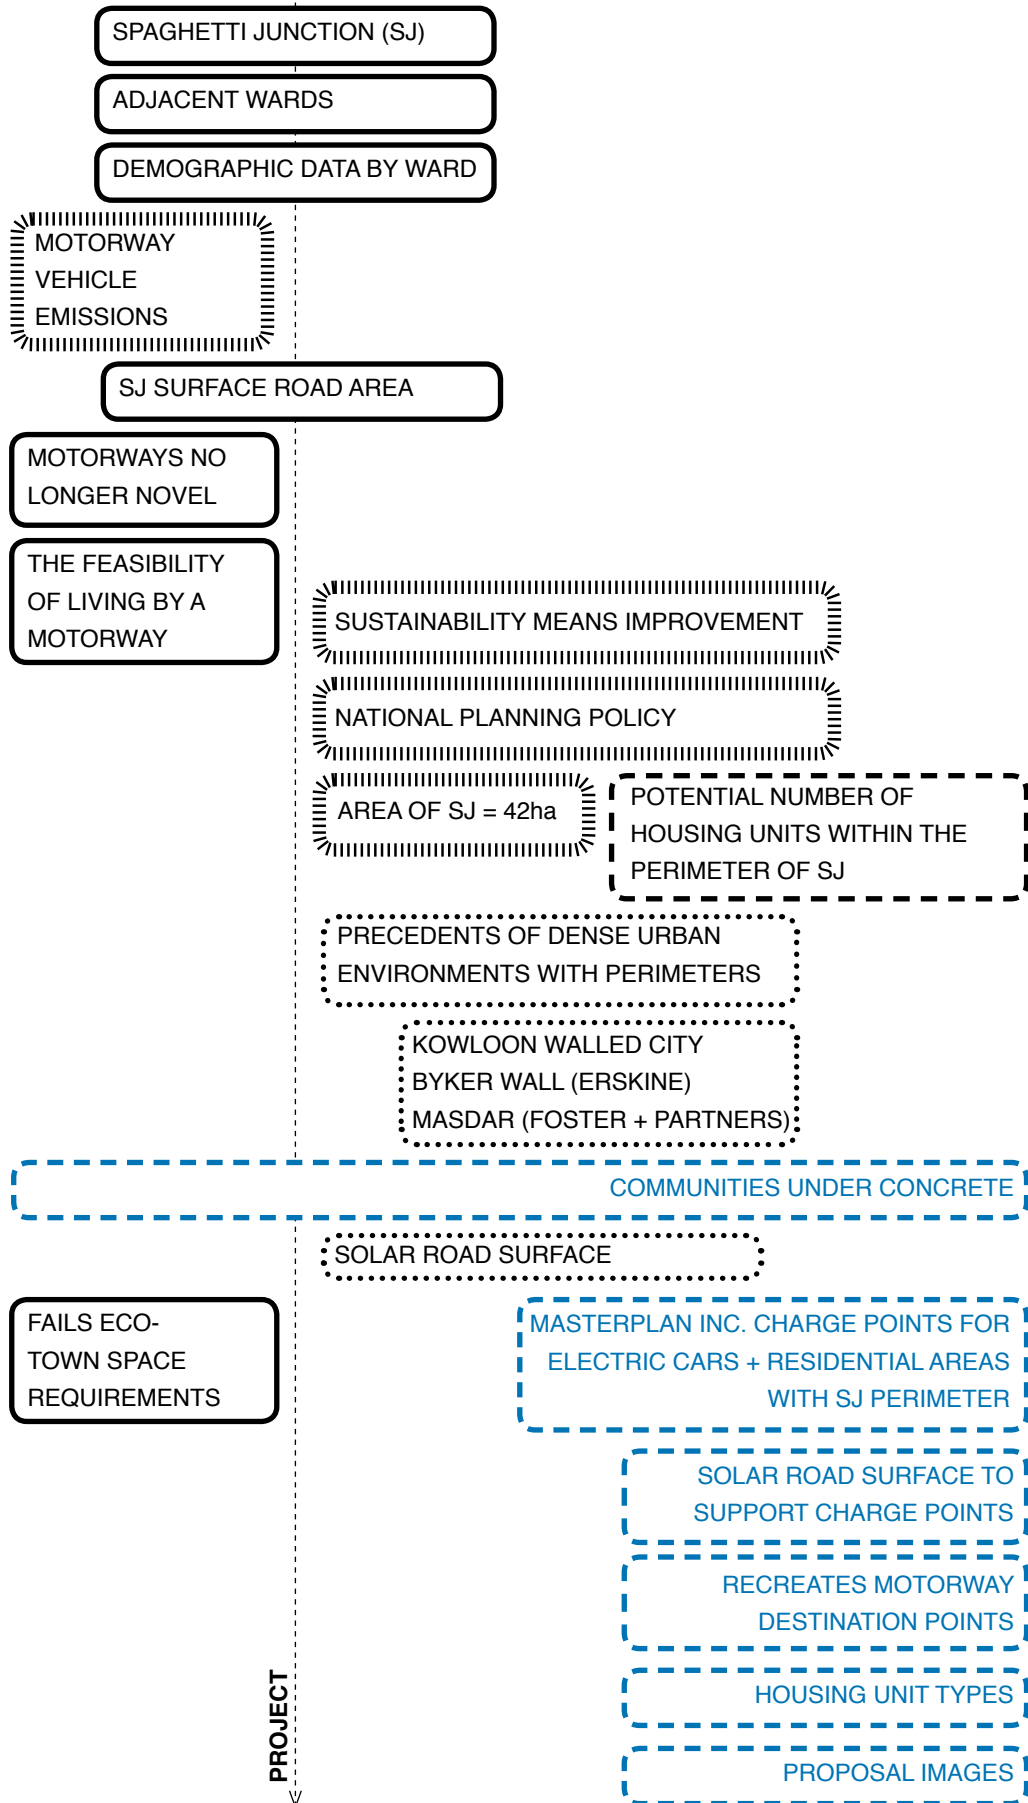 SPAGHETTI JUNCTION (SJ)
ADJACENT WARDS
DEMOGRAPHIC DATA BY WARD
MOTORWAY
VEHICLE
EMISSIONS
SJ SURFACE ROAD AREA
MOTORWAYS NO
LONGER NOVEL
THE FEASIBILITY
OF LIVING BY A
MOTORWAY
SUSTAINABILITY MEANS IMPROVEMENT
NATIONAL PLANNING POLICY
AREA OF SJ = 42ha
POTENTIAL NUMBER OF
HOUSING UNITS WITHIN THE
PERIMETER OF SJ
PRECEDENTS OF DENSE URBAN
ENVIRONMENTS WITH PERIMETERS
KOWLOON WALLED CITY
BYKER WALL (ERSKINE)
MASDAR (FOSTER + PARTNERS)
COMMUNITIES UNDER CONCRETE
SOLAR ROAD SURFACE
FAILS ECO-
TOWN SPACE
REQUIREMENTS
MASTERPLAN INC. CHARGE POINTS FOR
ELECTRIC CARS + RESIDENTIAL AREAS
WITH SJ PERIMETER
SOLAR ROAD SURFACE TO
SUPPORT CHARGE POINTS
RECREATES MOTORWAY
DESTINATION POINTS
HOUSING UNIT TYPES
PROPOSAL IMAGES
PROJECT